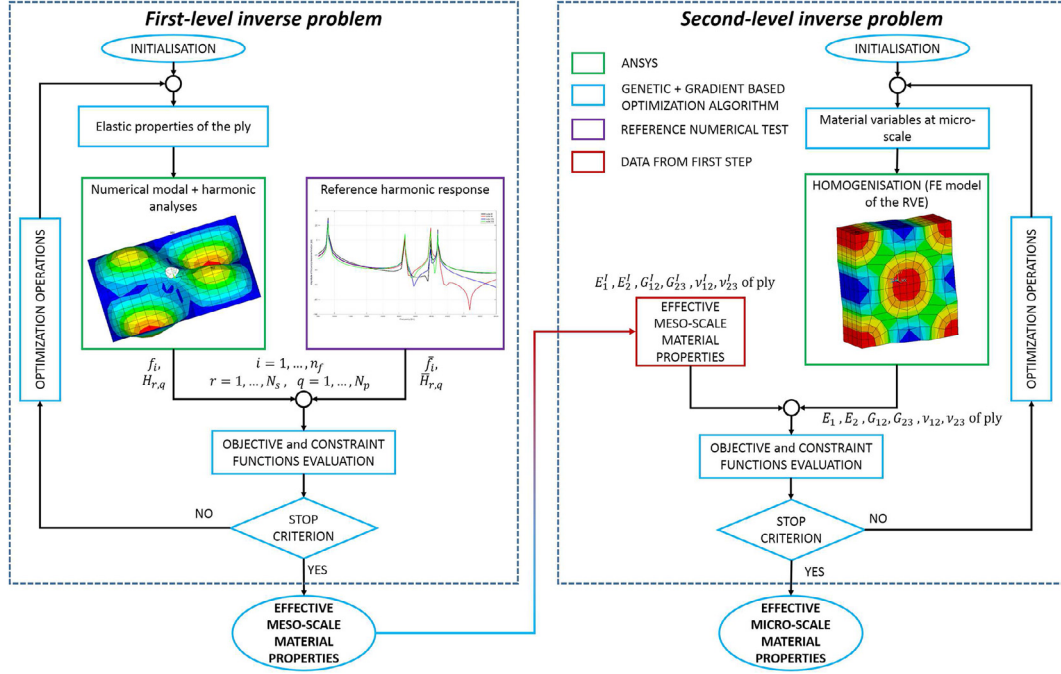 First-level inverse problem
INITIALISATION
Elastic properties of the ply
Numerical modal + harmonic
analyses
Reference harmonic response
OPTIMIZATION OPERATIONS
f_i,
H_{r,q}
i = 1, …, n_f
r = 1, …, N_s , q = 1, …, N_p
f̄_i,
H̄_{r,q}
OBJECTIVE and CONSTRAINT
FUNCTIONS EVALUATION
NO
STOP
CRITERION
YES
EFFECTIVE
MESO-SCALE
MATERIAL
PROPERTIES
Second-level inverse problem
ANSYS
GENETIC + GRADIENT BASED
OPTIMIZATION ALGORITHM
REFERENCE NUMERICAL TEST
DATA FROM FIRST STEP
INITIALISATION
Material variables at micro-
scale
HOMOGENISATION (FE model
of the RVE)
OPTIMIZATION OPERATIONS
E_1^I, E_2^I, G_12^I, G_23^I, ν_12^I, ν_23^I of ply
EFFECTIVE
MESO-SCALE
MATERIAL
PROPERTIES
E_1 , E_2 , G_12, G_23 , ν_12, ν_23 of ply
OBJECTIVE and CONSTRAINT
FUNCTIONS EVALUATION
STOP
CRITERION
NO
YES
EFFECTIVE
MICRO-SCALE
MATERIAL
PROPERTIES